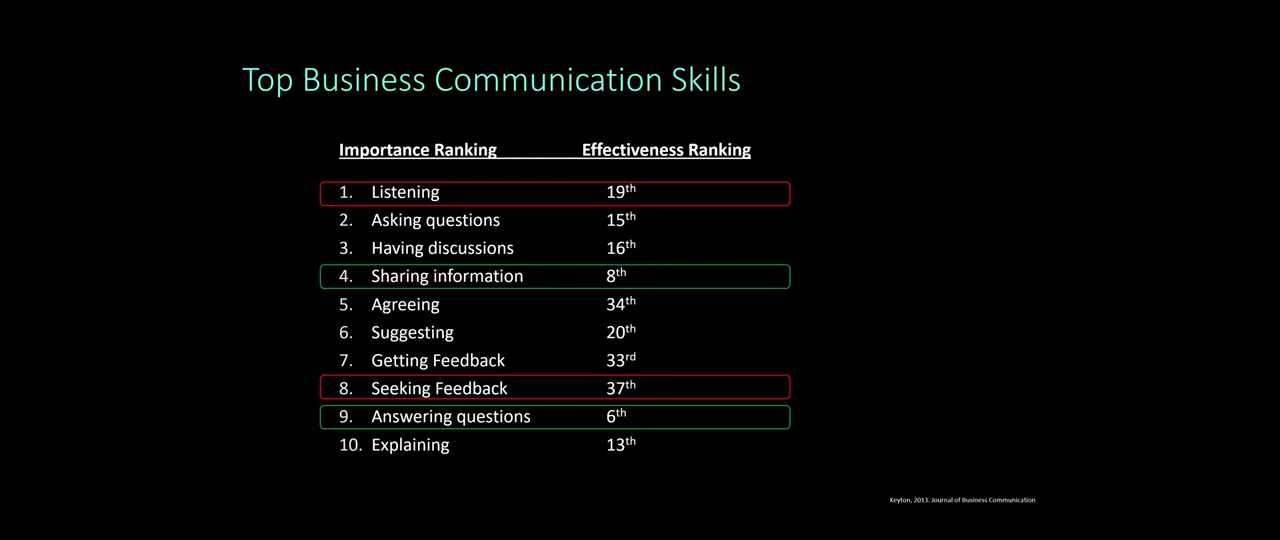 Top Business Communication Skills
Importance Ranking Effectiveness Ranking
1. Listening 19th
2. Asking questions 15th
3. Having discussions 16th
4. Sharing information 8th
5. Agreeing 34th
6. Suggesting 20th
7. Getting Feedback 33rd
8. Seeking Feedback 37th
9. Answering questions 6th
10. Explaining 13th
Keyton, 2013. Journal of Business Communication